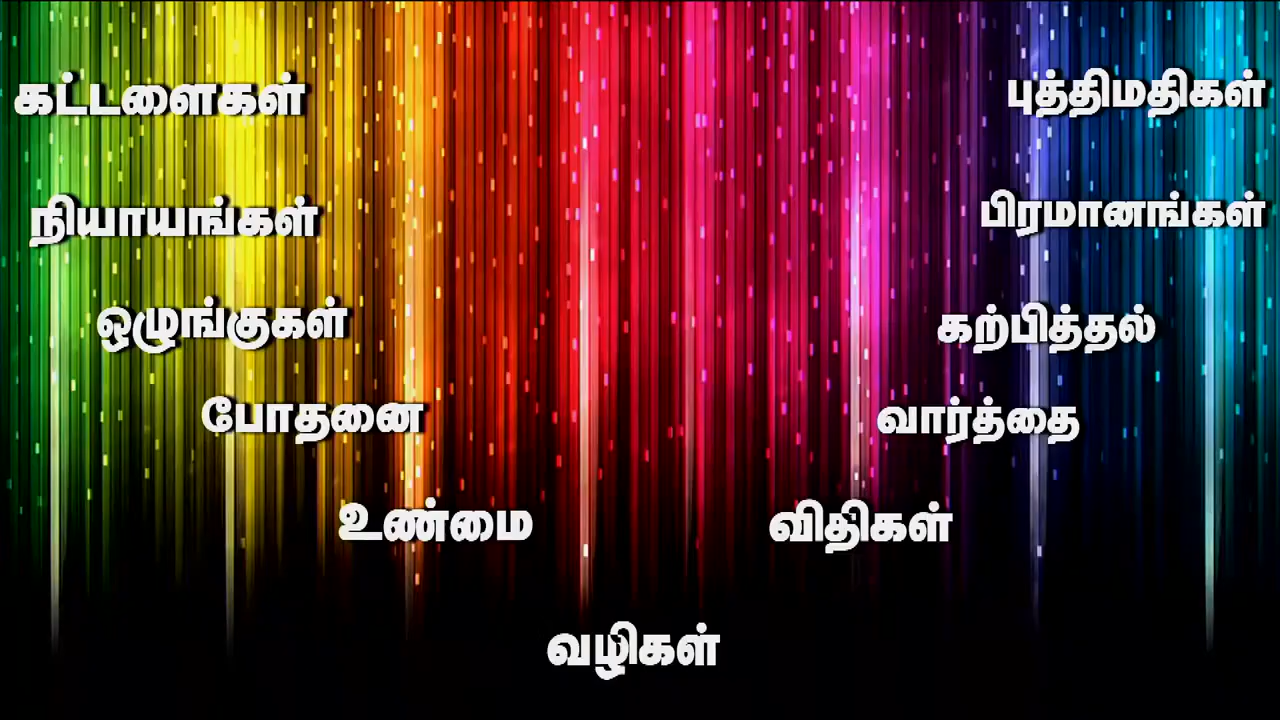 கட்டளைகள்
புத்திமதிகள்
நியாயங்கள்
பிரமானங்கள்
ஒழுங்குகள்
கற்பித்தல்
போதனை
வார்த்தை
உண்மை
விதிகள்
வழிகள்